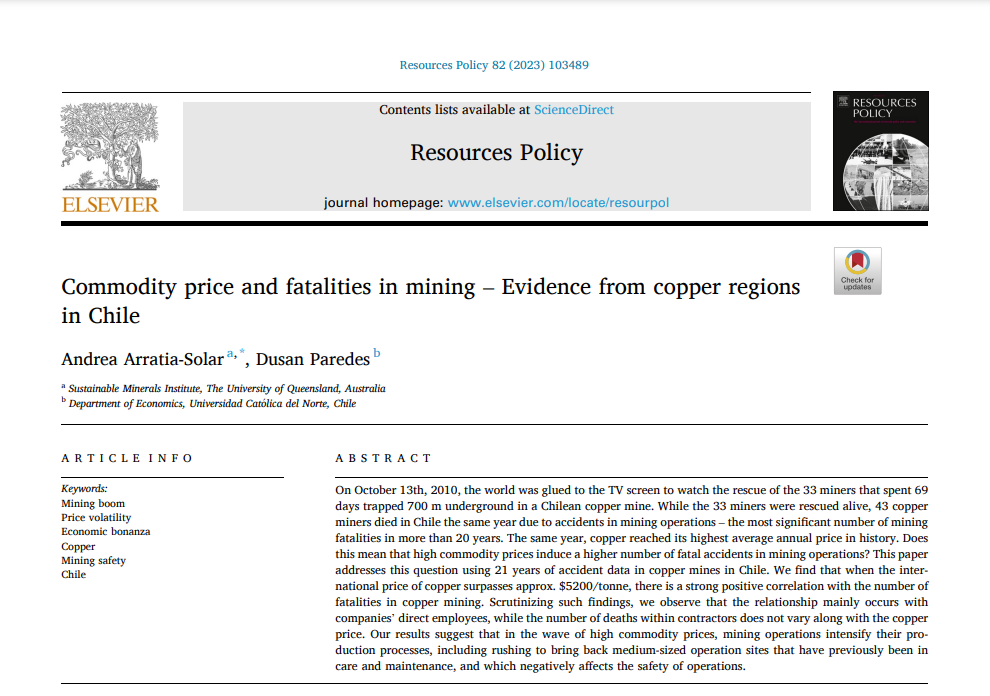 Resources Policy 82 (2023) 103489
Contents lists available at ScienceDirect
Resources Policy
journal homepage: www.elsevier.com/locate/resourpol
ELSEVIER
RESOURCES
POLICY
Check for
updates
Commodity price and fatalities in mining – Evidence from copper regions
in Chile
Andrea Arratia-Solar a,*, Dusan Paredes b
a Sustainable Minerals Institute, The University of Queensland, Australia
b Department of Economics, Universidad Católica del Norte, Chile
ARTICLE INFO
Keywords:
Mining boom
Price volatility
Economic bonanza
Copper
Mining safety
Chile
ABSTRACT
On October 13th, 2010, the world was glued to the TV screen to watch the rescue of the 33 miners that spent 69
days trapped 700 m underground in a Chilean copper mine. While the 33 miners were rescued alive, 43 copper
miners died in Chile the same year due to accidents in mining operations – the most significant number of mining
fatalities in more than 20 years. The same year, copper reached its highest average annual price in history. Does
this mean that high commodity prices induce a higher number of fatal accidents in mining operations? This paper
addresses this question using 21 years of accident data in copper mines in Chile. We find that when the inter-
national price of copper surpasses approx. $5200/tonne, there is a strong positive correlation with the number of
fatalities in copper mining. Scrutinizing such findings, we observe that the relationship mainly occurs with
companies' direct employees, while the number of deaths within contractors does not vary along with the copper
price. Our results suggest that in the wave of high commodity prices, mining operations intensify their pro-
duction processes, including rushing to bring back medium-sized operation sites that have previously been in
care and maintenance, and which negatively affects the safety of operations.